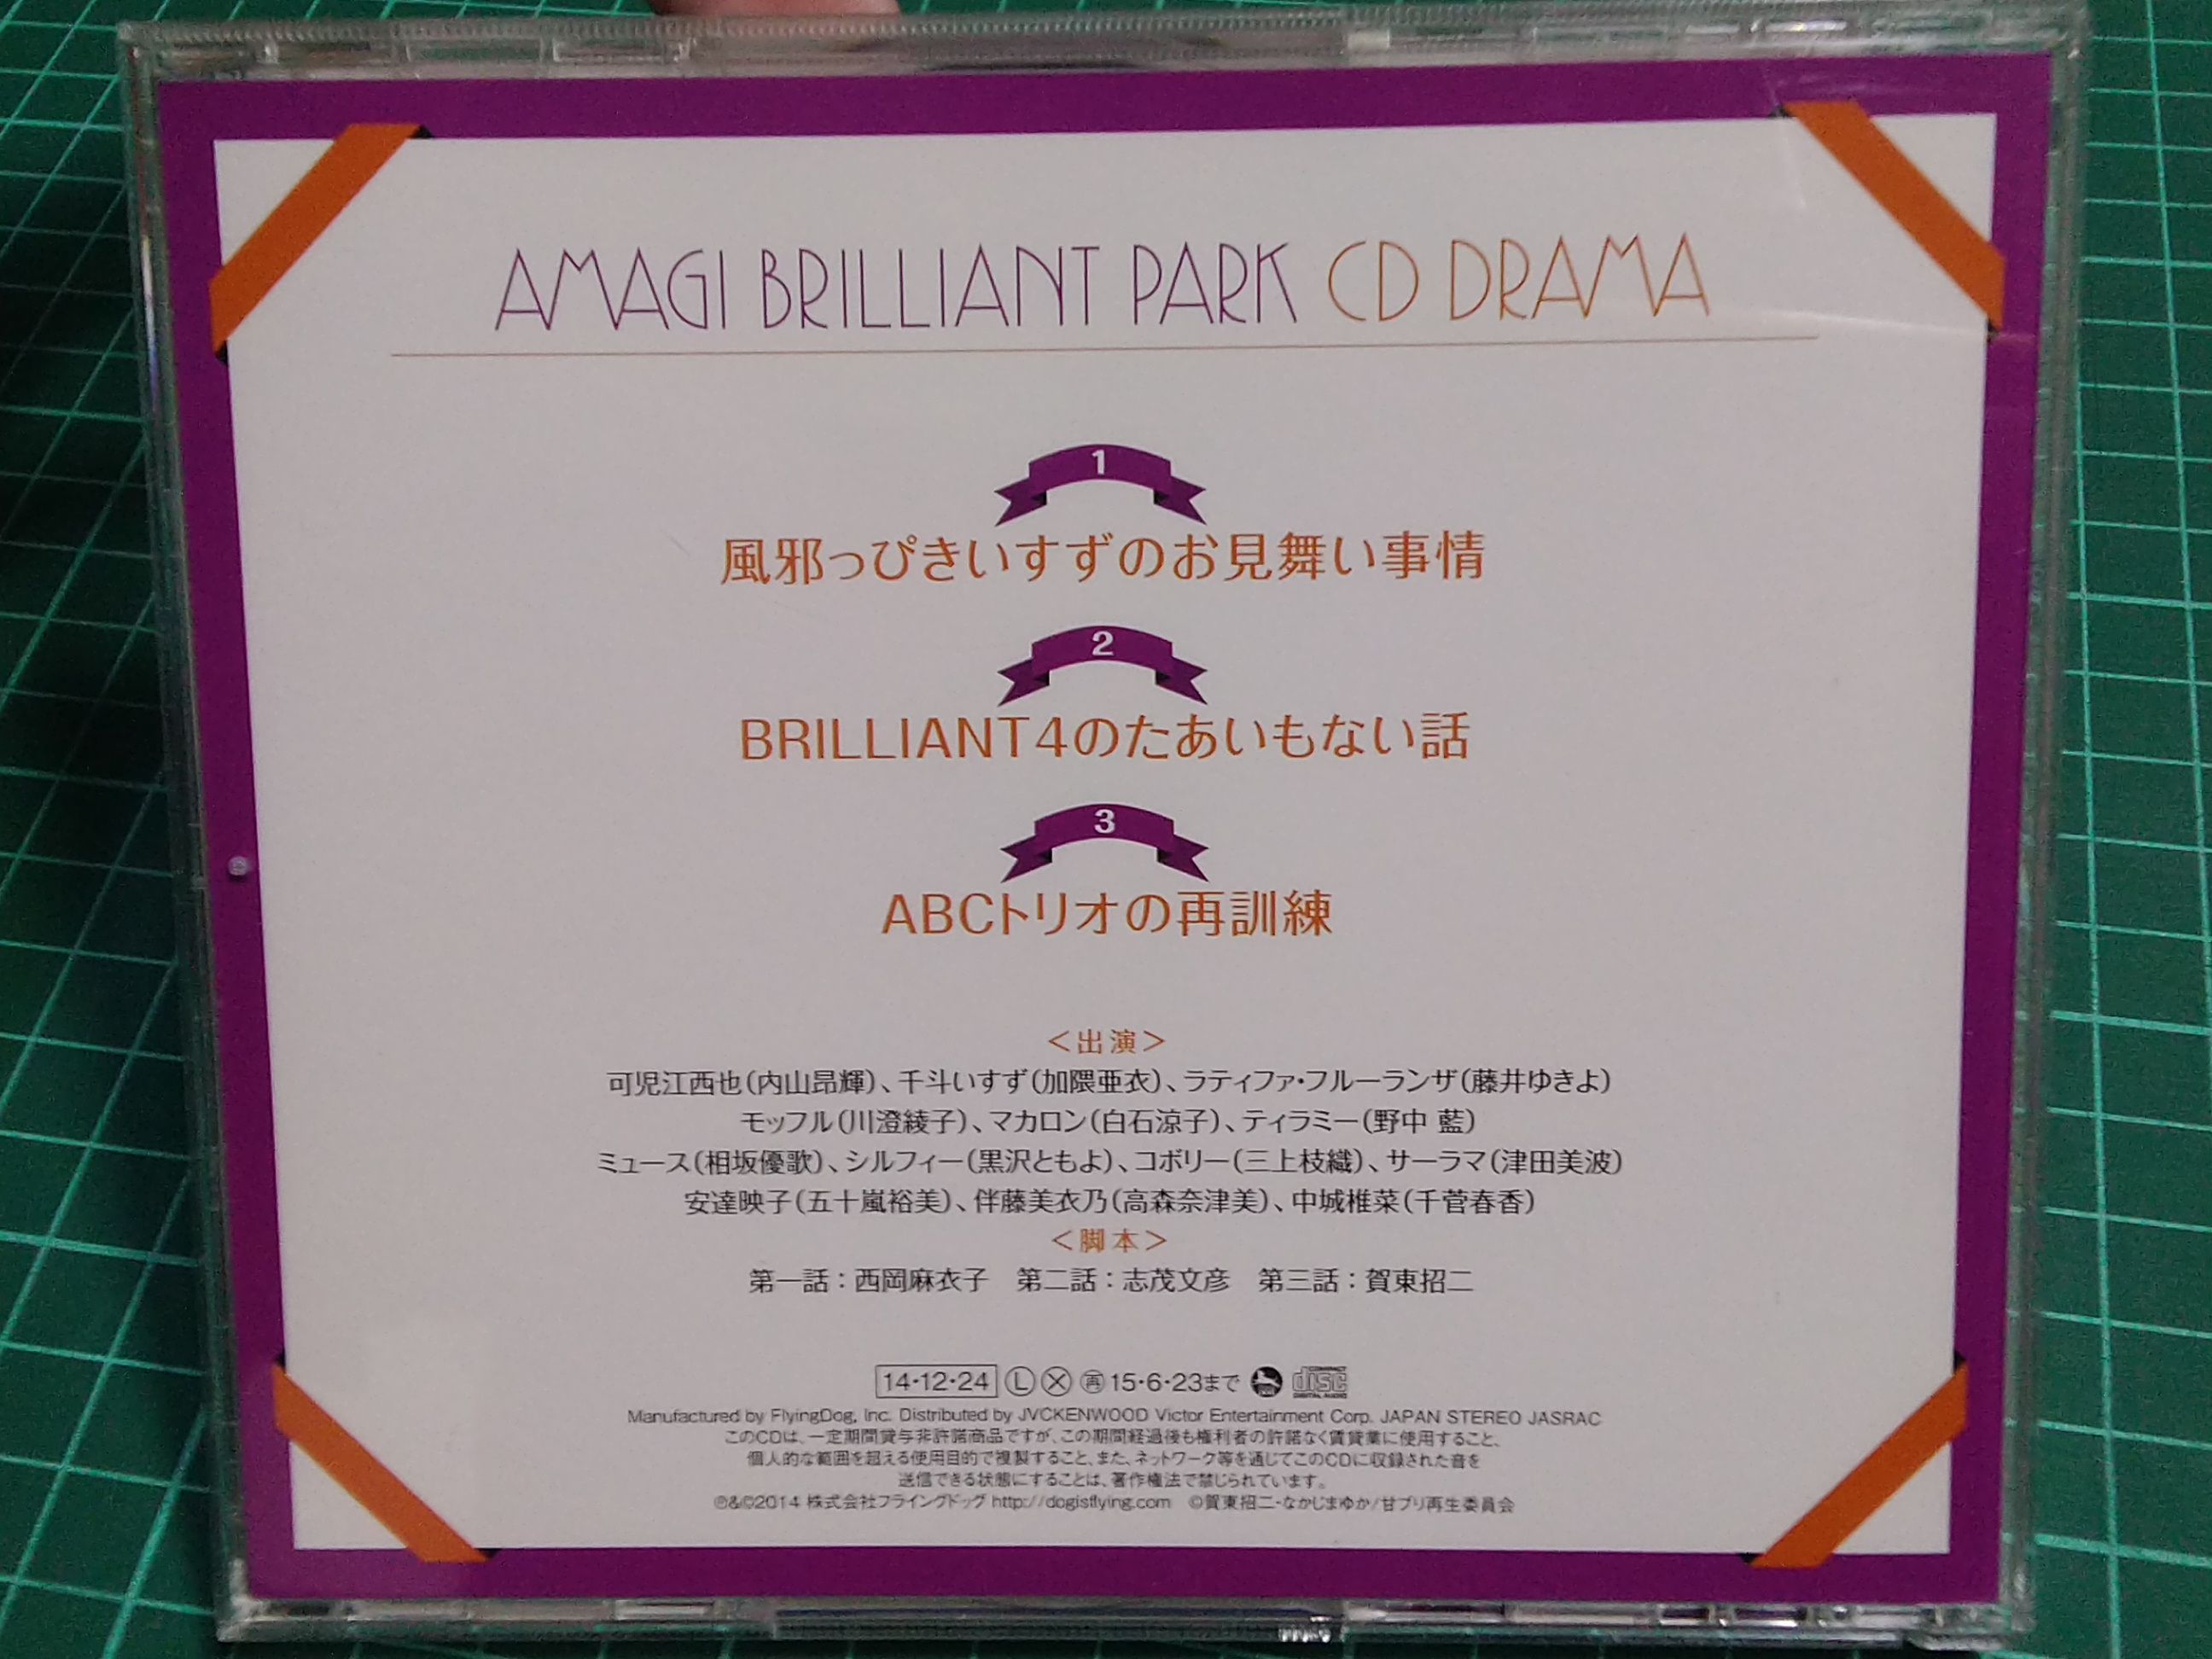 AMAGI BRILLIANT PARK CD DRAMA
1
風邪っぴきいすずのお見舞い事情
2
BRILLIANT4のたあいもない話
3
ABCトリオの再訓練
＜出演＞
可児江西也(内山昂輝)、千斗いすず(加隈亜衣)、ラティファ・フルーランザ(藤井ゆきよ)
モッフル(川澄綾子)、マカロン(白石涼子)、ティラミー(野中 藍)
ミュース(相坂優歌)、シルフィー(黒沢ともよ)、コボリー(三上枝織)、サーラマ(津田美波)
安達映子(五十嵐裕美)、伴藤美衣乃(高森奈津美)、中城椎菜(千菅春香)
＜脚本＞
第一話：西岡麻衣子　第二話：志茂文彦　第三話：賀東招二
14・12・24 Ⓛ Ⓧ ㊢再 15・6・23まで COMPACT disc DIGITAL AUDIO
Manufactured by FlyingDog, Inc. Distributed by JVCKENWOOD Victor Entertainment Corp. JAPAN STEREO JASRAC
このCDは、一定期間貸与非許諾商品ですが、この期間経過後も権利者の許諾なく賃貸業に使用すること、
個人的な範囲を超える使用目的で複製すること、また、ネットワーク等を通じてこのCDに収録された音を
送信できる状態にすることは、著作権法で禁じられています。
℗&©2014 株式会社フライングドッグ http://dogisflying.com　©賀東招二・なかじまゆか/甘ブリ再生委員会